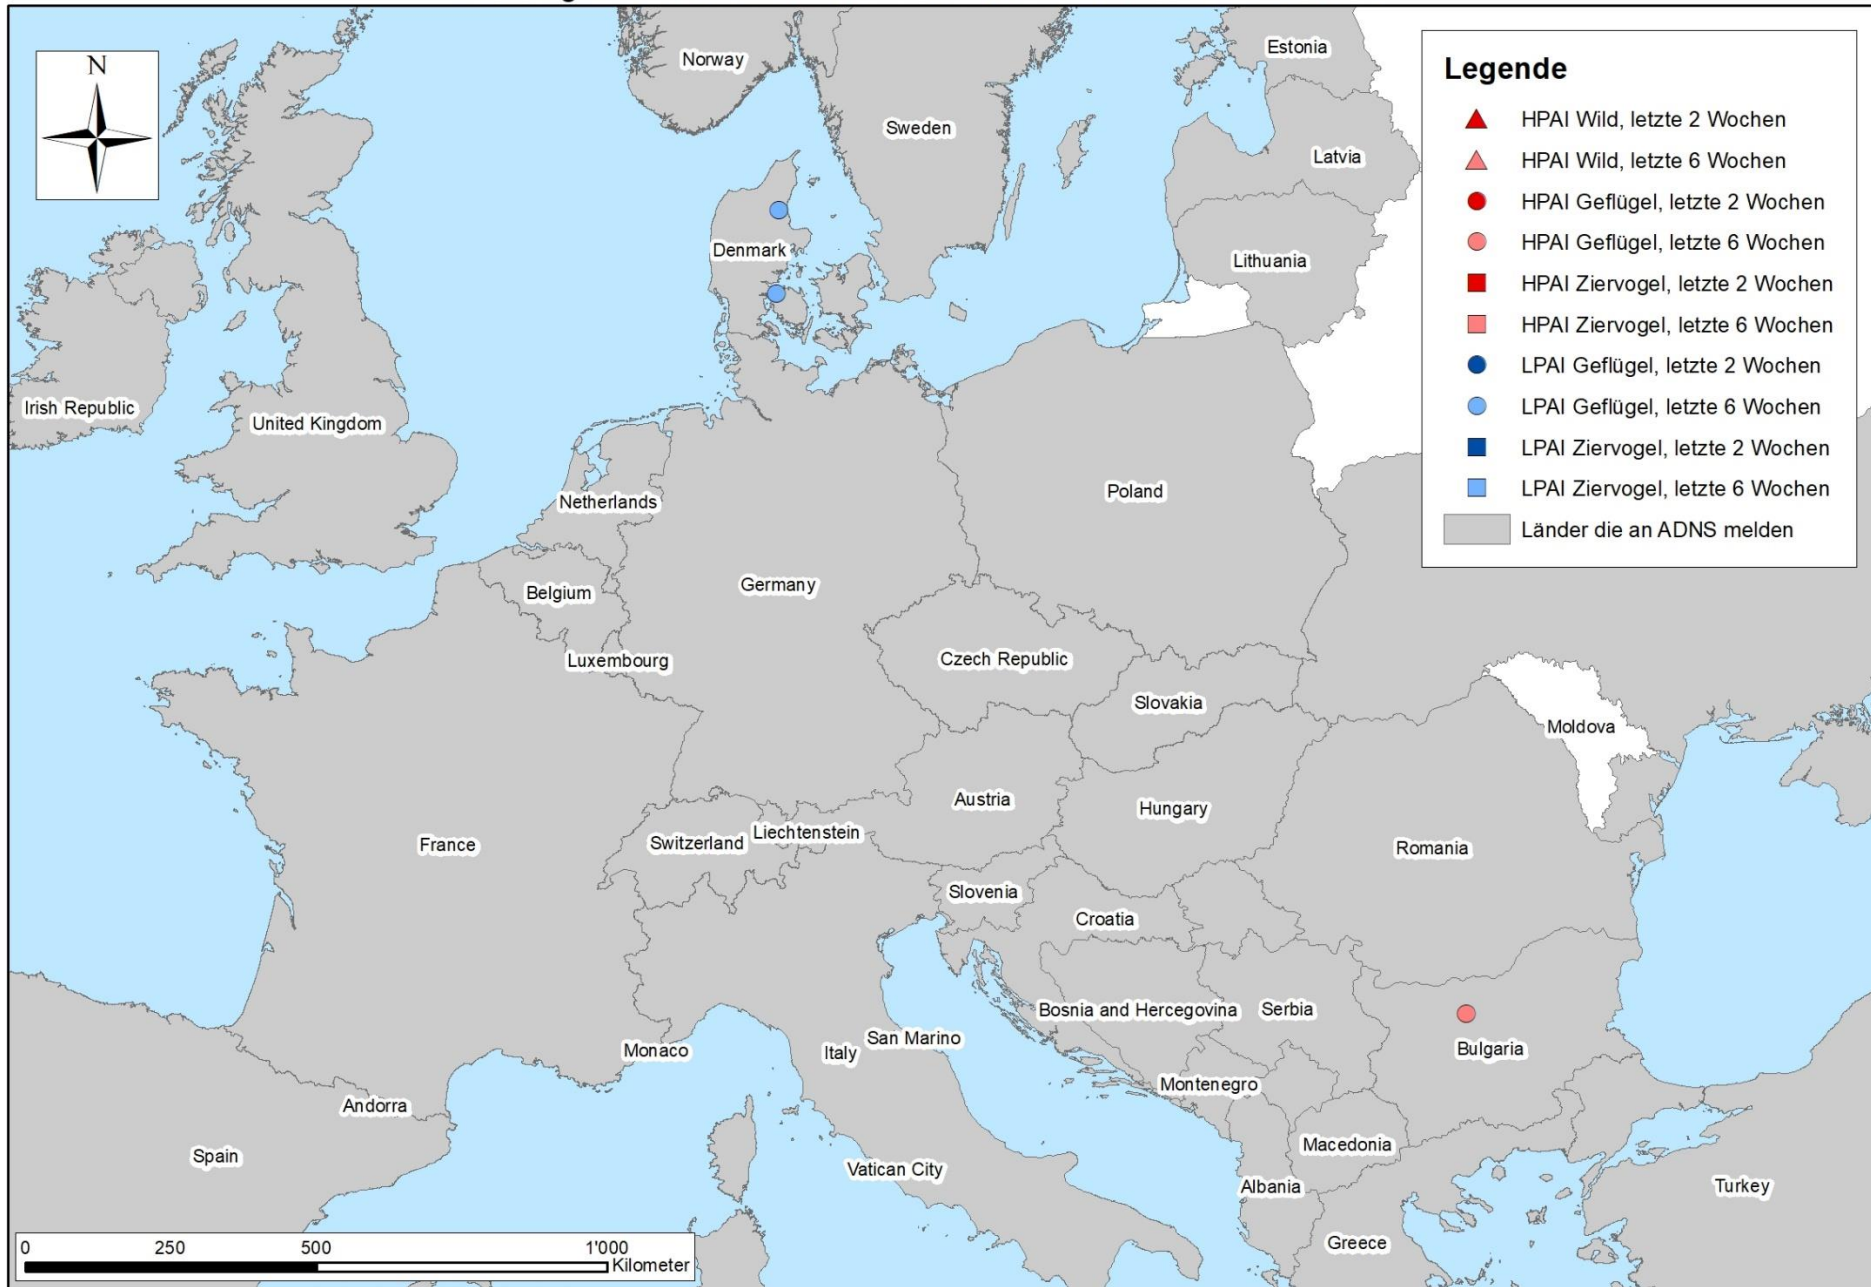 N
Norway
Estonia
Sweden
Latvia
Denmark
Lithuania
Irish Republic
United Kingdom
Netherlands
Poland
Belgium
Germany
Luxembourg
Czech Republic
Slovakia
Moldova
Austria
Hungary
France
Switzerland
Liechtenstein
Romania
Slovenia
Croatia
Bosnia and Hercegovina
Serbia
San Marino
Monaco
Italy
Bulgaria
Montenegro
Andorra
Macedonia
Spain
Vatican City
Albania
Turkey
Greece
Legende
HPAI Wild, letzte 2 Wochen
HPAI Wild, letzte 6 Wochen
HPAI Geflügel, letzte 2 Wochen
HPAI Geflügel, letzte 6 Wochen
HPAI Ziervogel, letzte 2 Wochen
HPAI Ziervogel, letzte 6 Wochen
LPAI Geflügel, letzte 2 Wochen
LPAI Geflügel, letzte 6 Wochen
LPAI Ziervogel, letzte 2 Wochen
LPAI Ziervogel, letzte 6 Wochen
Länder die an ADNS melden
0 250 500 1'000
Kilometer